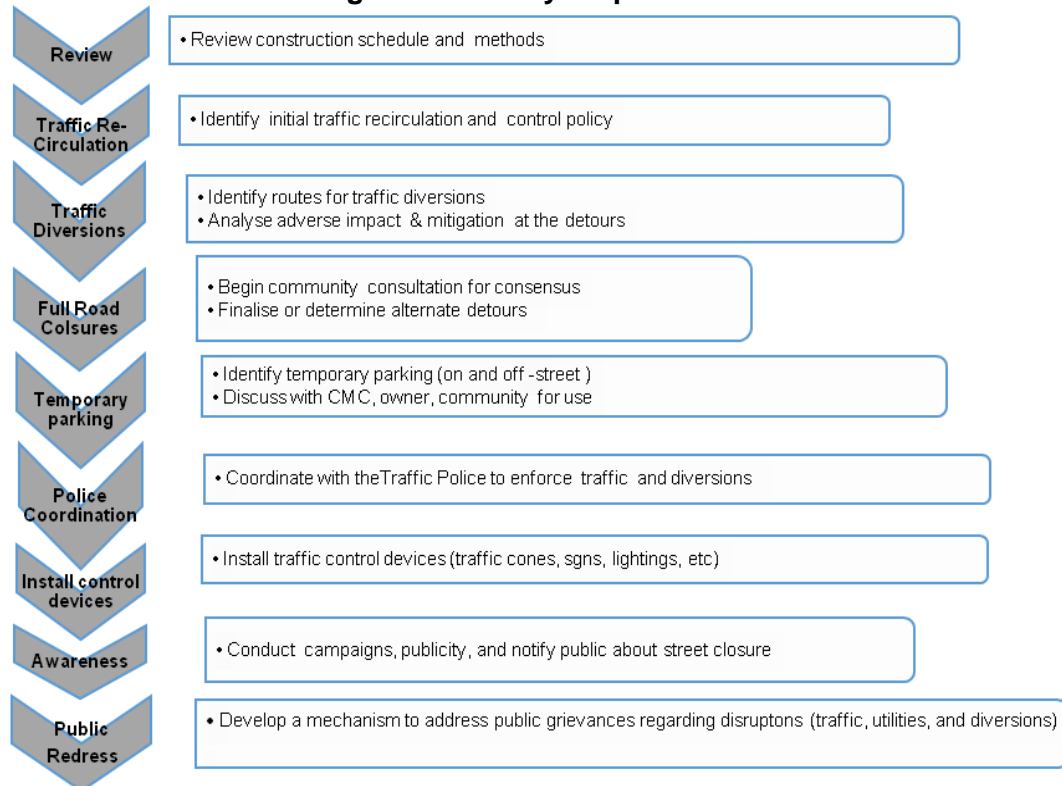 Review
• Review construction schedule and methods
Traffic Re-
Circulation
• Identify initial traffic recirculation and control policy
Traffic
Diversions
• Identify routes for traffic diversions
• Analyse adverse impact & mitigation at the detours
Full Road
Colsures
• Begin community consultation for consensus
• Finalise or determine alternate detours
Temporary
parking
• Identify temporary parking (on and off -street )
• Discuss with CMC, owner, community for use
Police
Coordination
• Coordinate with theTraffic Police to enforce traffic and diversions
Install control
devices
• Install traffic control devices (traffic cones, sgns, lightings, etc)
Awareness
• Conduct campaigns, publicity, and notify public about street closure
Public
Redress
• Develop a mechanism to address public grievances regarding disruptons (traffic, utilities, and diversions)